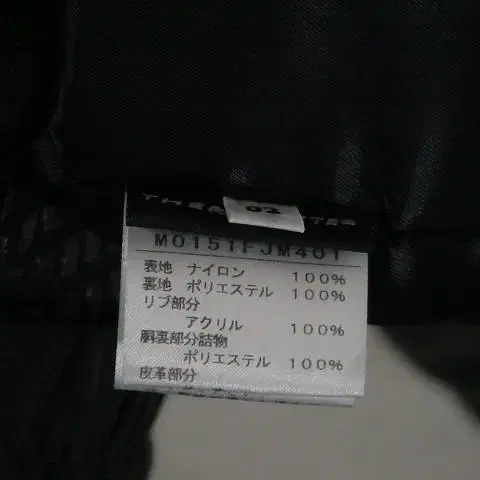 02
M0151FJM401
表地 ナイロン 100%
裏地 ポリエステル 100%
リブ部分
アクリル 100%
胴裏部分詰物
ポリエステル 100%
皮革部分